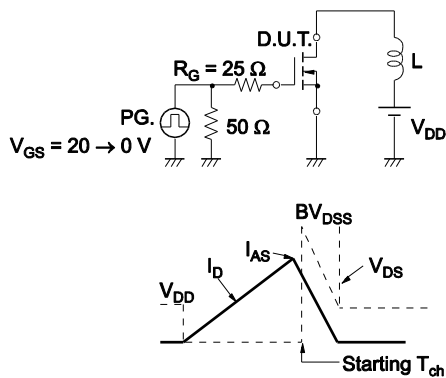 D.U.T.
R_G = 25 Ω
L
PG.
50 Ω
V_DD
V_GS = 20 → 0 V
BV_DSS
I_AS
V_DD
I_D
V_DS
Starting T_ch